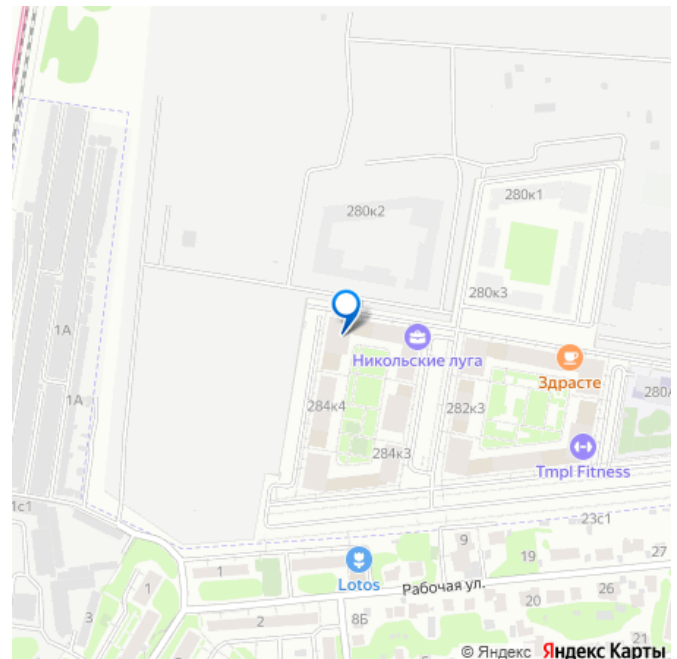 280к1
280к2
280к3
1А
Никольские луга
Здрасте
1А
284к4
282к3
280А
284к3
Tmpl Fitness
1с1
23с1
9
19
27
1
1
Lotos
Рабочая ул.
26
3
2
8Б
20
21
© Яндекс Яндекс Карты